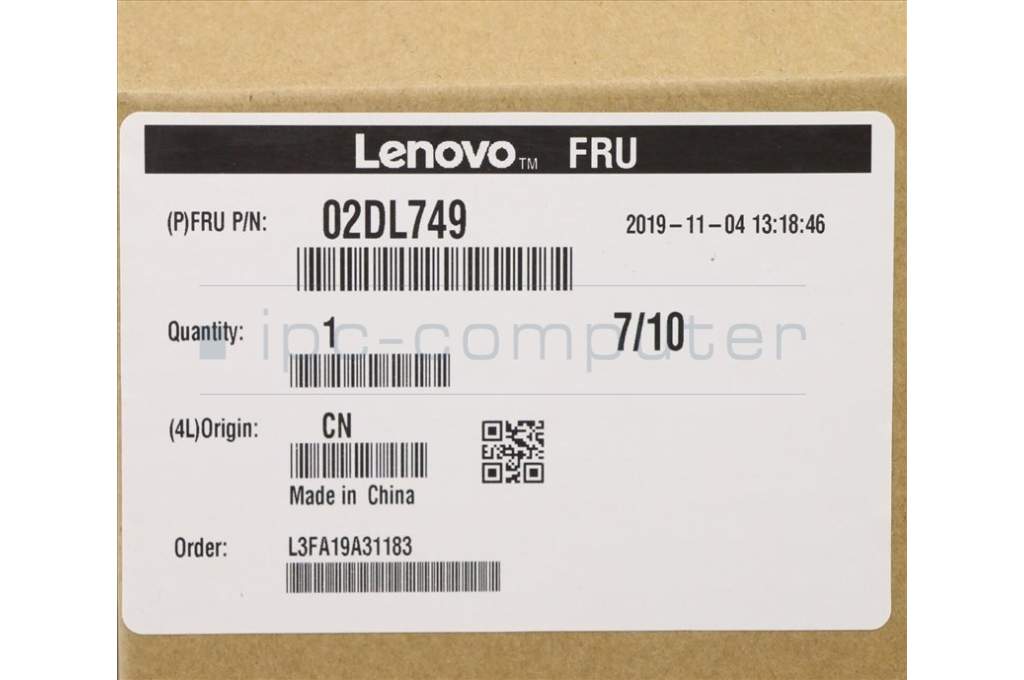 Lenovo™ FRU
(P)FRU P/N: 02DL749 2019-11-04 13:18:46
Quantity: 1 7/10
ipc-computer
(4L)Origin: CN
Made in China
Order: L3FA19A31183